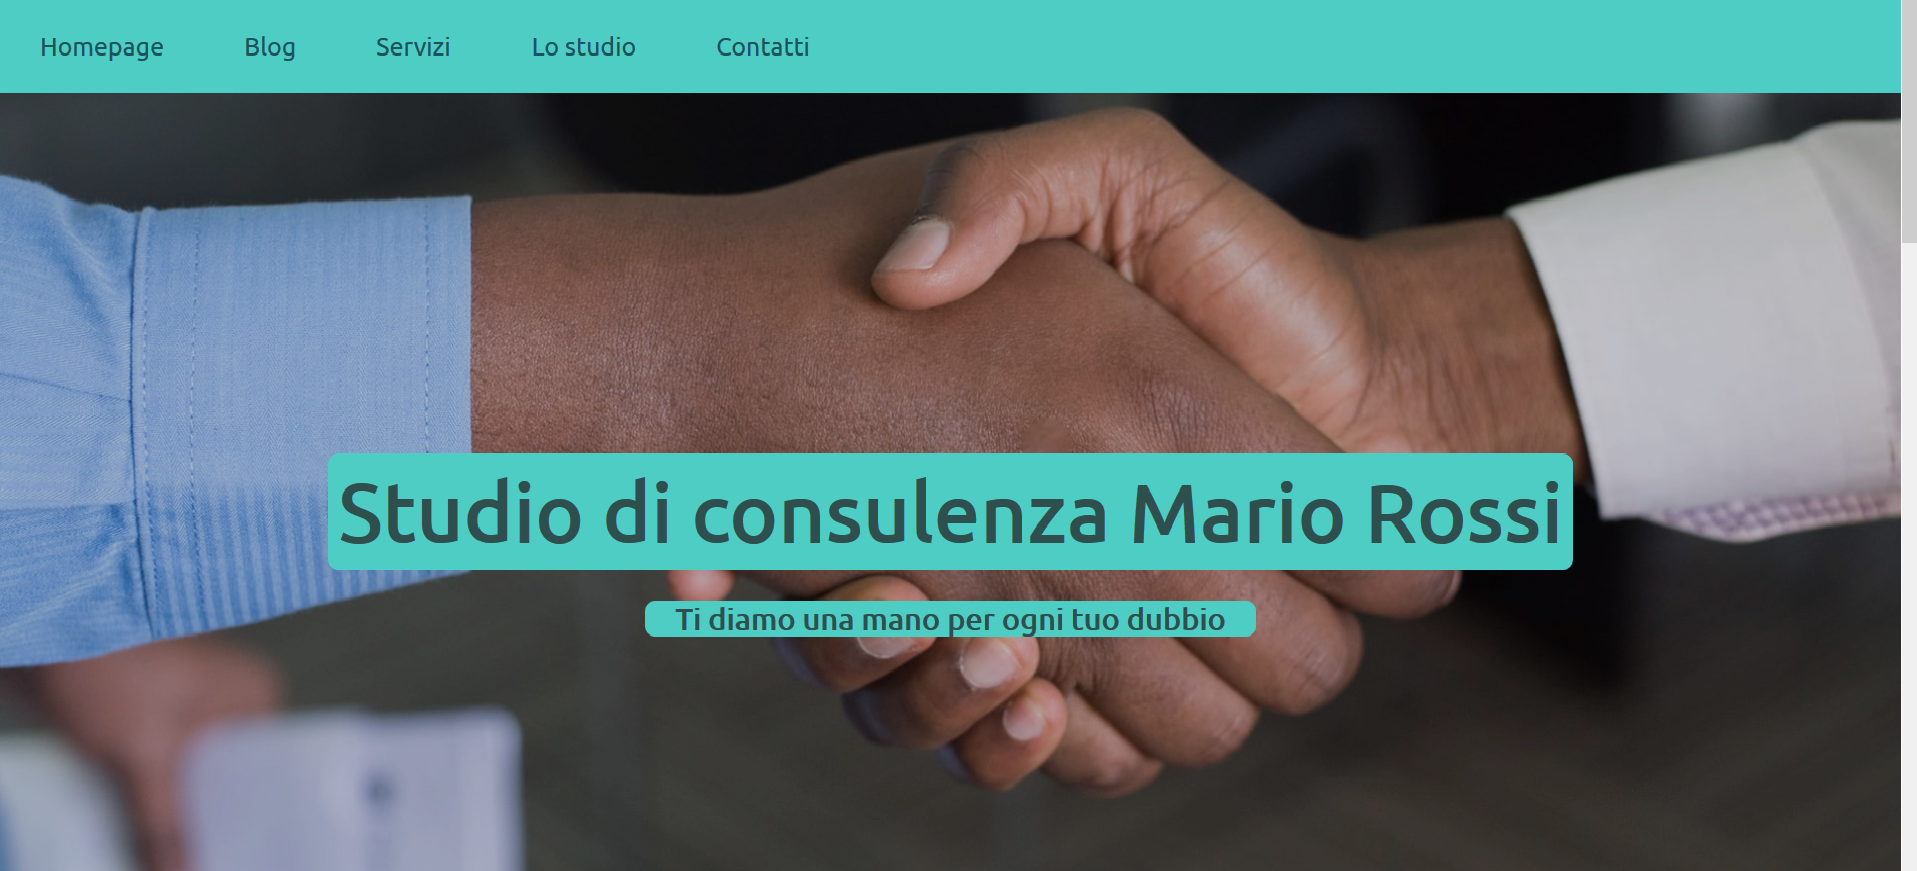 Homepage Blog Servizi Lo studio Contatti
Studio di consulenza Mario Rossi
Ti diamo una mano per ogni tuo dubbio